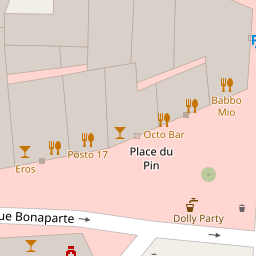 Babbo
Mio
Octo Bar
Posto 17
Place du
Pin
Eros
Dolly Party
ue Bonaparte